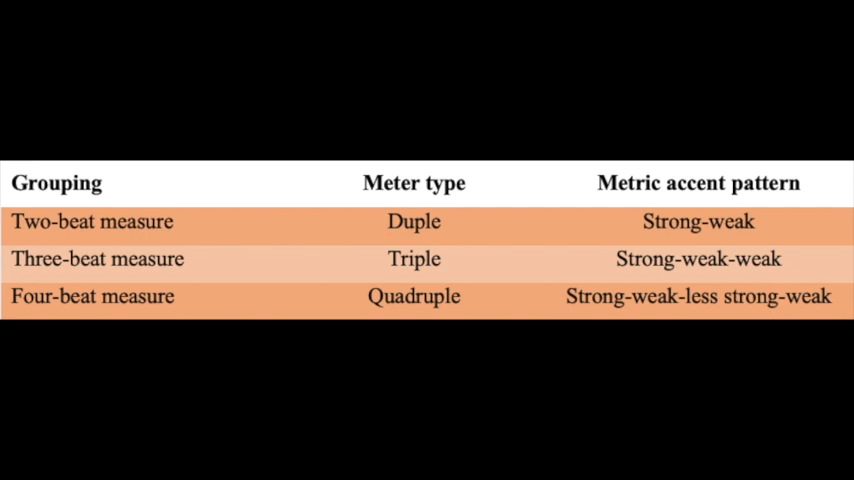 Grouping Meter type Metric accent pattern
Two-beat measure Duple Strong-weak
Three-beat measure Triple Strong-weak-weak
Four-beat measure Quadruple Strong-weak-less strong-weak